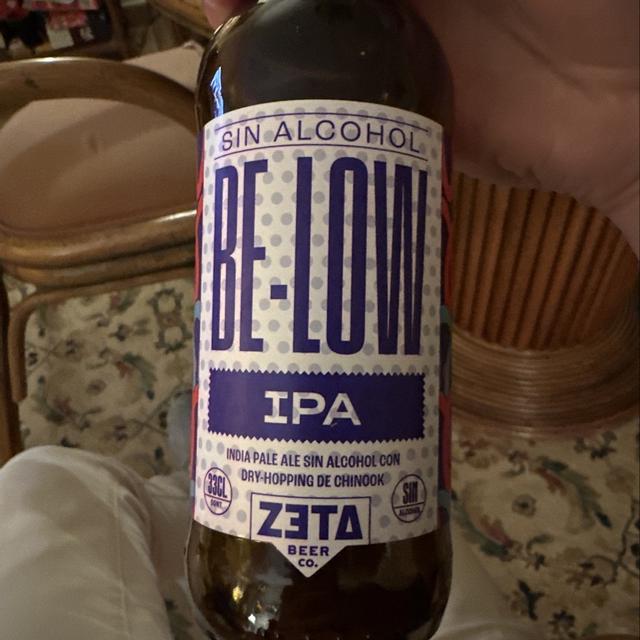 SIN ALCOHOL
BE-LOW
IPA
INDIA PALE ALE SIN ALCOHOL CON
DRY-HOPPING DE CHINOOK
33CL
CONT.
SIN
ALCOHOL
ZETA
BEER
CO.